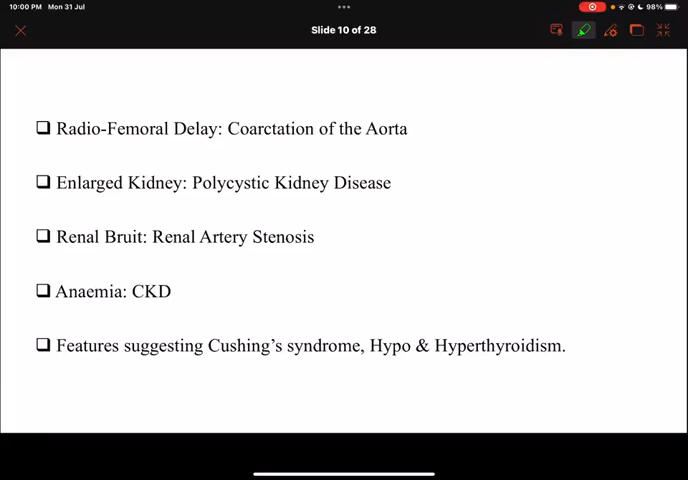 10:00 PM Mon 31 Jul
98%
Slide 10 of 28
Radio-Femoral Delay: Coarctation of the Aorta
Enlarged Kidney: Polycystic Kidney Disease
Renal Bruit: Renal Artery Stenosis
Anaemia: CKD
Features suggesting Cushing’s syndrome, Hypo & Hyperthyroidism.